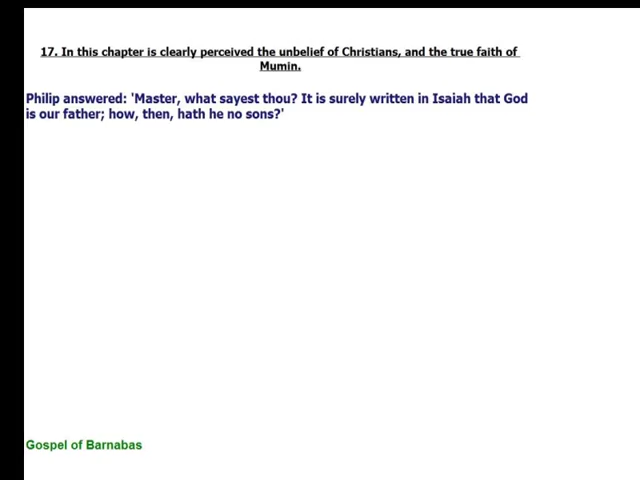 17. In this chapter is clearly perceived the unbelief of Christians, and the true faith of
Mumin.
Philip answered: 'Master, what sayest thou? It is surely written in Isaiah that God
is our father; how, then, hath he no sons?'
Gospel of Barnabas